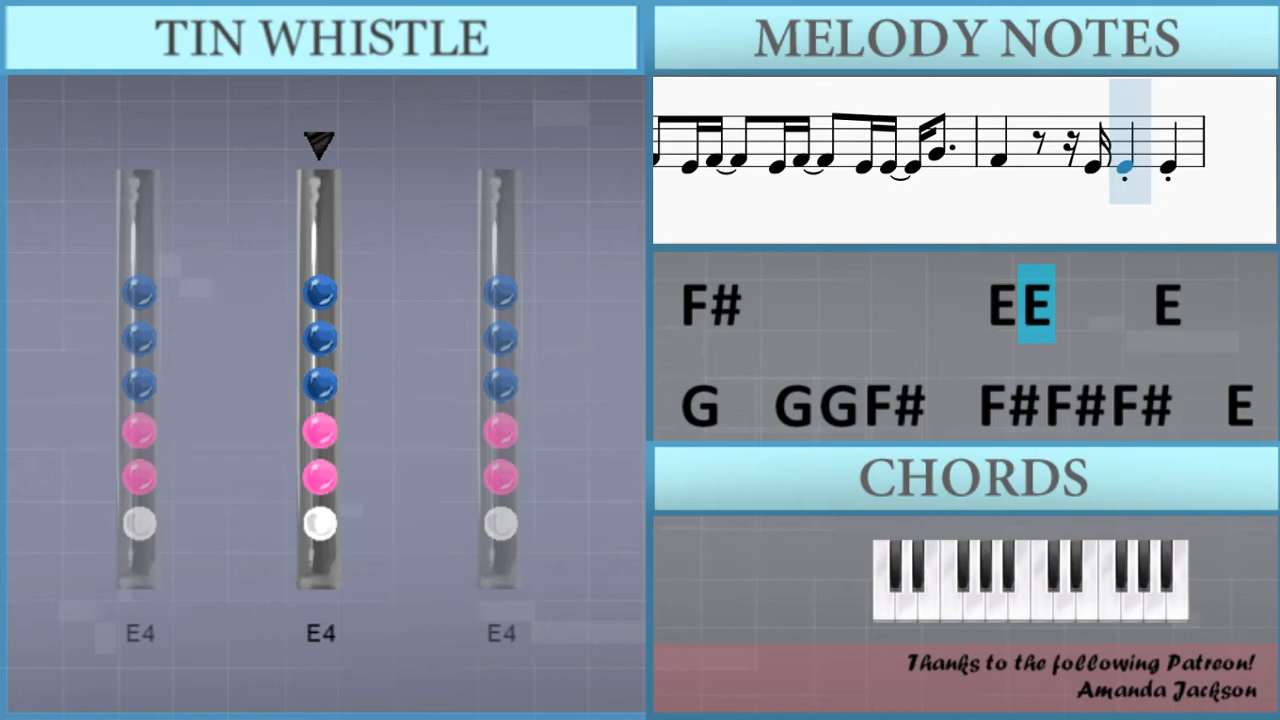 TIN WHISTLE
E4 E4 E4
MELODY NOTES
F# EE E
G GGF# F#F#F# E
CHORDS
Thanks to the following Patreon!
Amanda Jackson